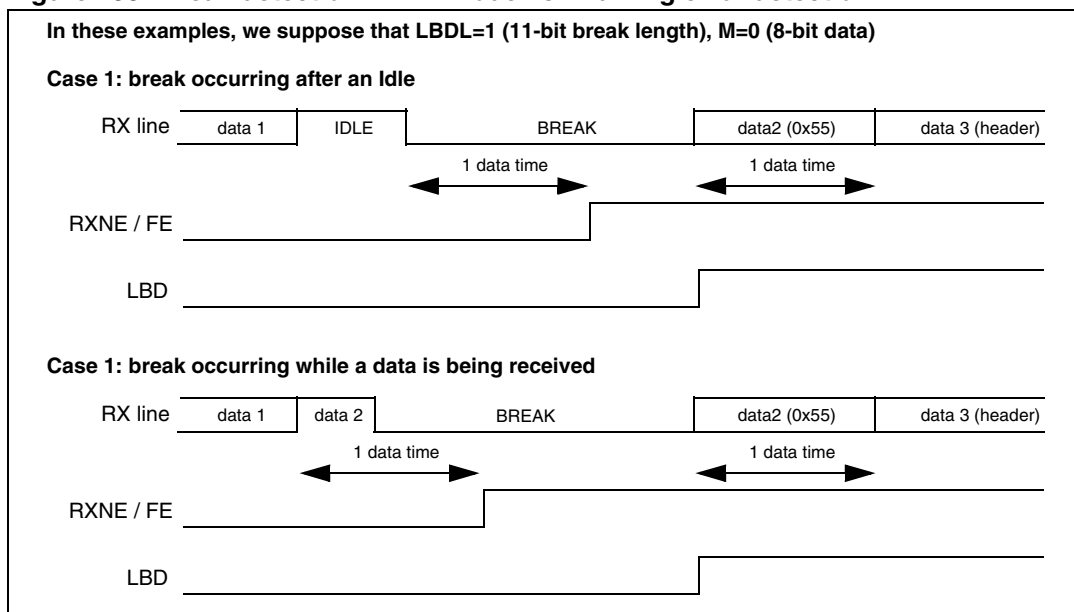 In these examples, we suppose that LBDL=1 (11-bit break length), M=0 (8-bit data)
Case 1: break occurring after an Idle
RX line data 1 IDLE BREAK data2 (0x55) data 3 (header)
1 data time 1 data time
RXNE / FE
LBD
Case 1: break occurring while a data is being received
RX line data 1 data 2 BREAK data2 (0x55) data 3 (header)
1 data time 1 data time
RXNE / FE
LBD